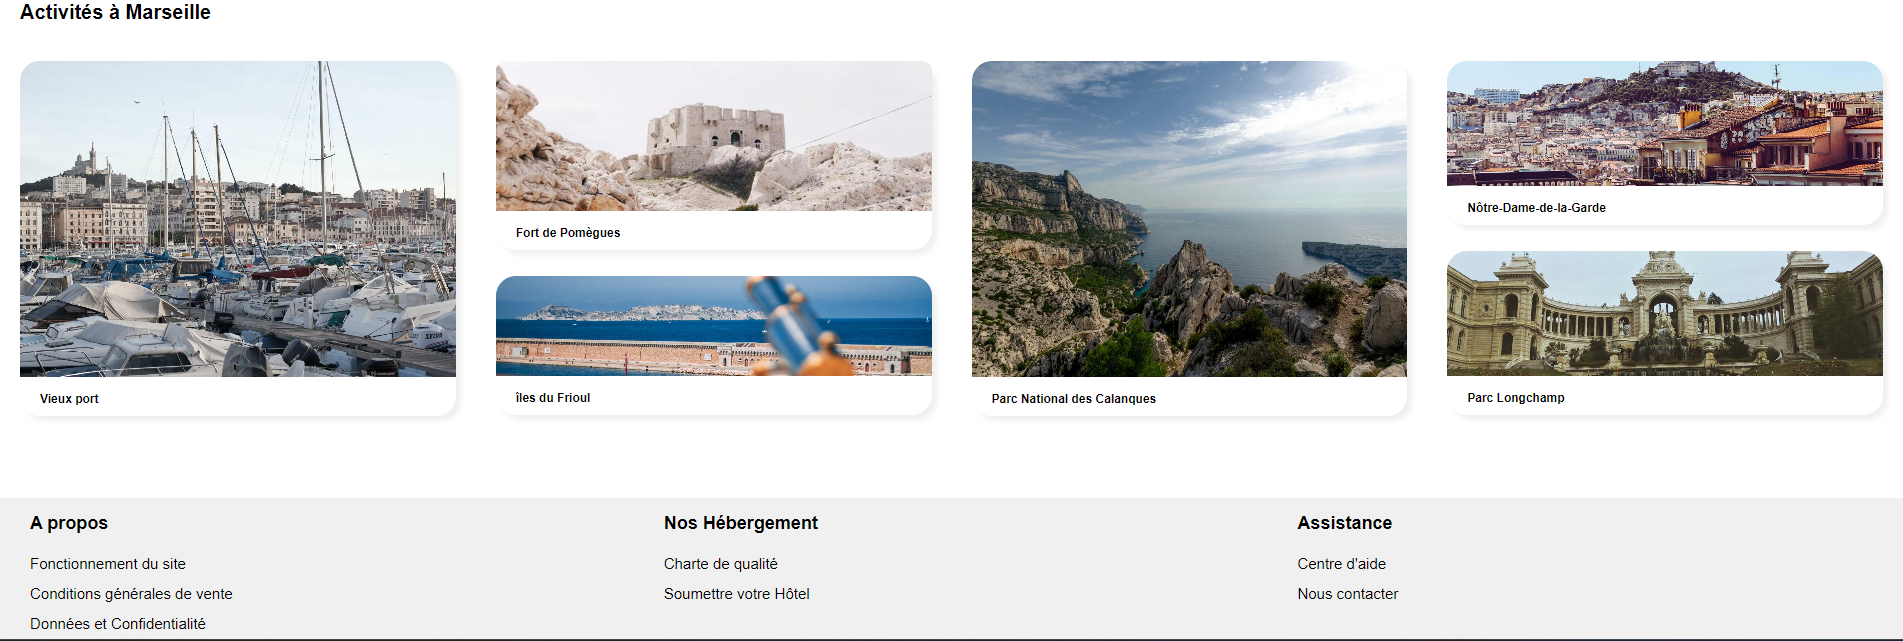 Activités à Marseille
Vieux port
Fort de Pomègues
îles du Frioul
Parc National des Calanques
Nôtre-Dame-de-la-Garde
Parc Longchamp
SELVA
A propos
Fonctionnement du site
Conditions générales de vente
Données et Confidentialité
Nos Hébergement
Charte de qualité
Soumettre votre Hôtel
Assistance
Centre d'aide
Nous contacter